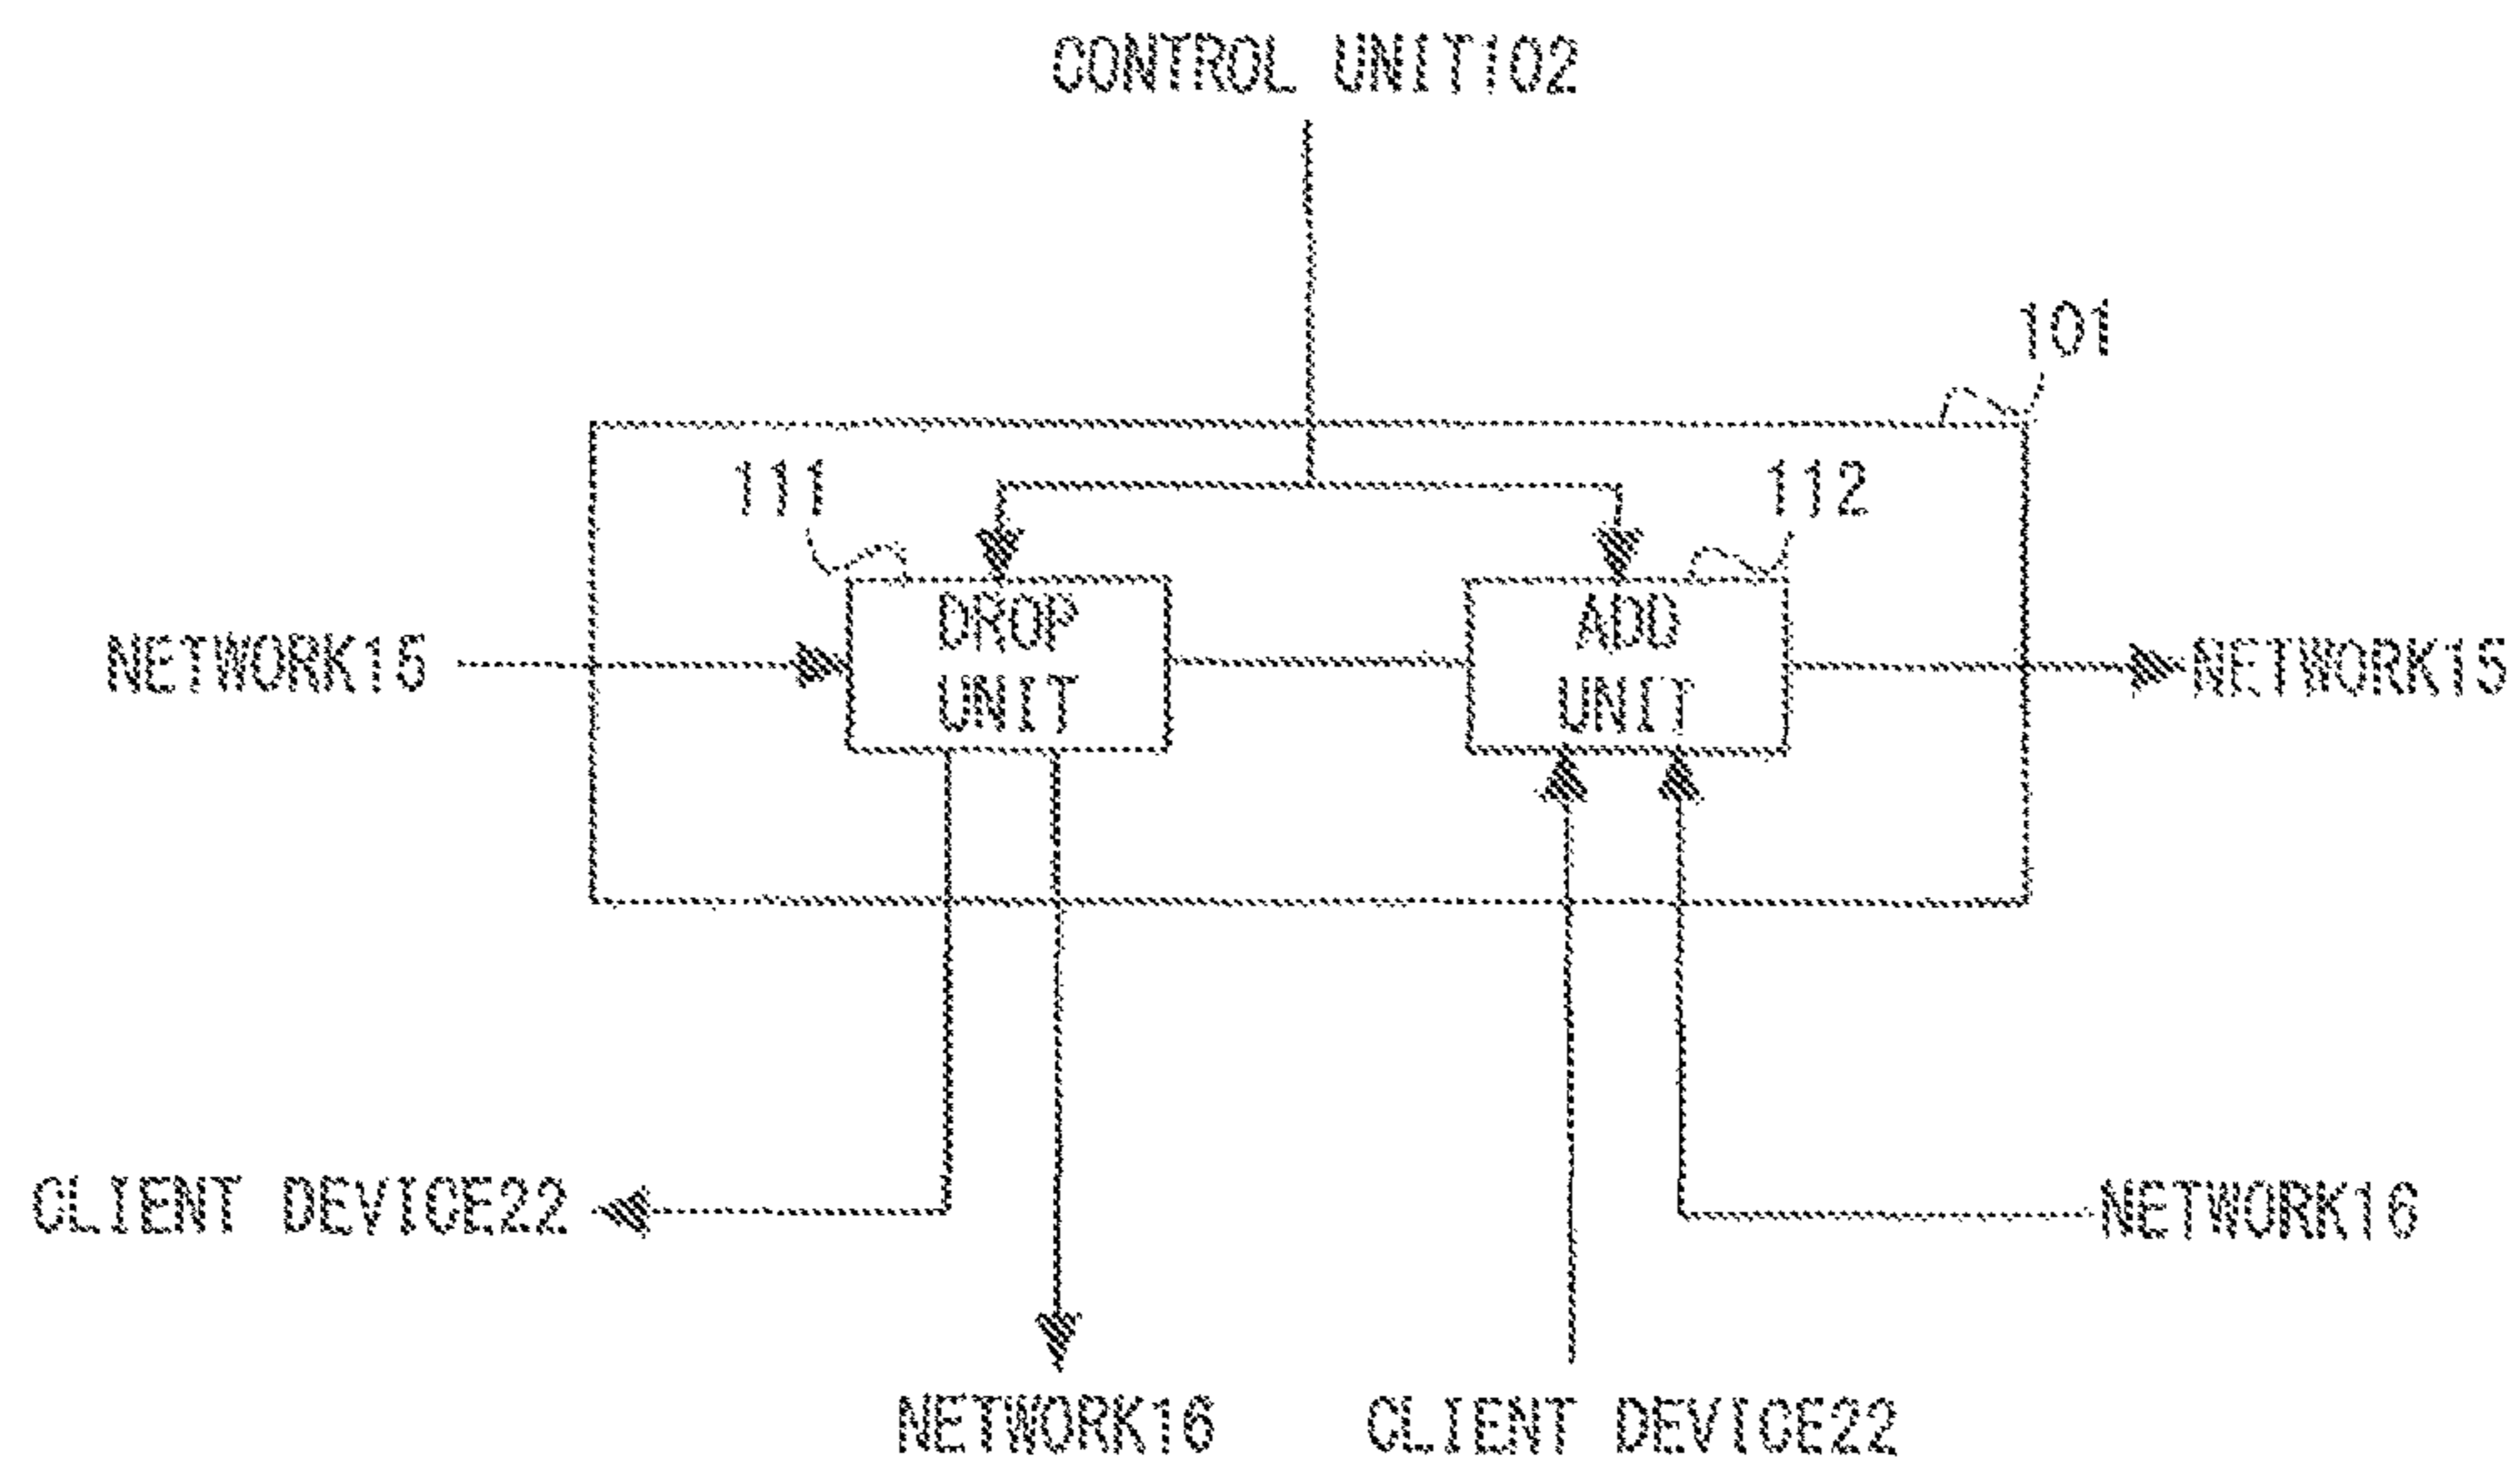 CONTROL UNIT102
101
111
112
DROP
UNIT
ADD
UNIT
NETWORK15
NETWORK15
CLIENT DEVICE22
NETWORK16
NETWORK16
CLIENT DEVICE22